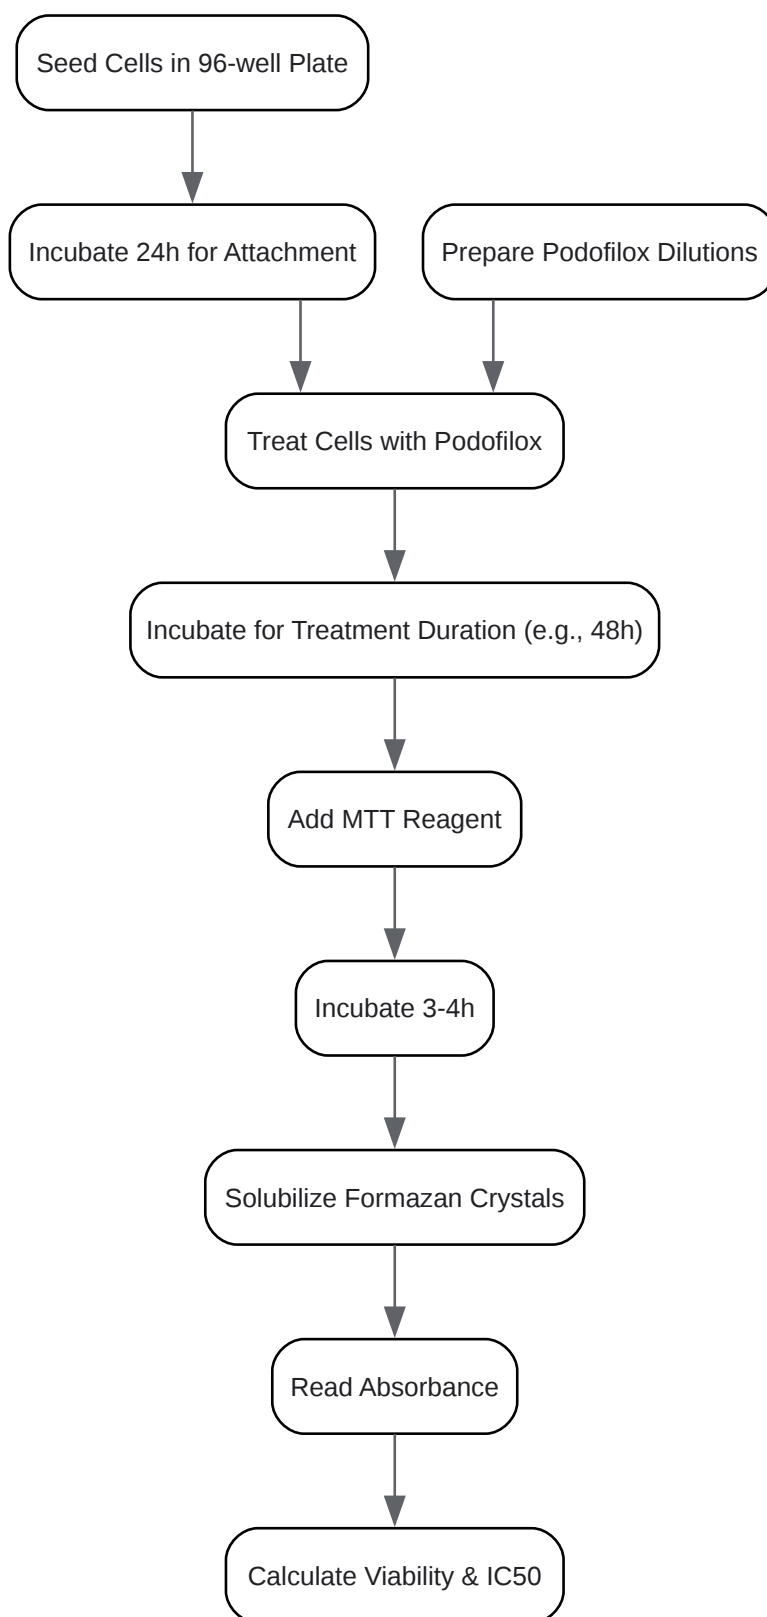 Seed Cells in 96-well Plate
Incubate 24h for Attachment
Prepare Podofilox Dilutions
Treat Cells with Podofilox
Incubate for Treatment Duration (e.g., 48h)
Add MTT Reagent
Incubate 3-4h
Solubilize Formazan Crystals
Read Absorbance
Calculate Viability & IC50